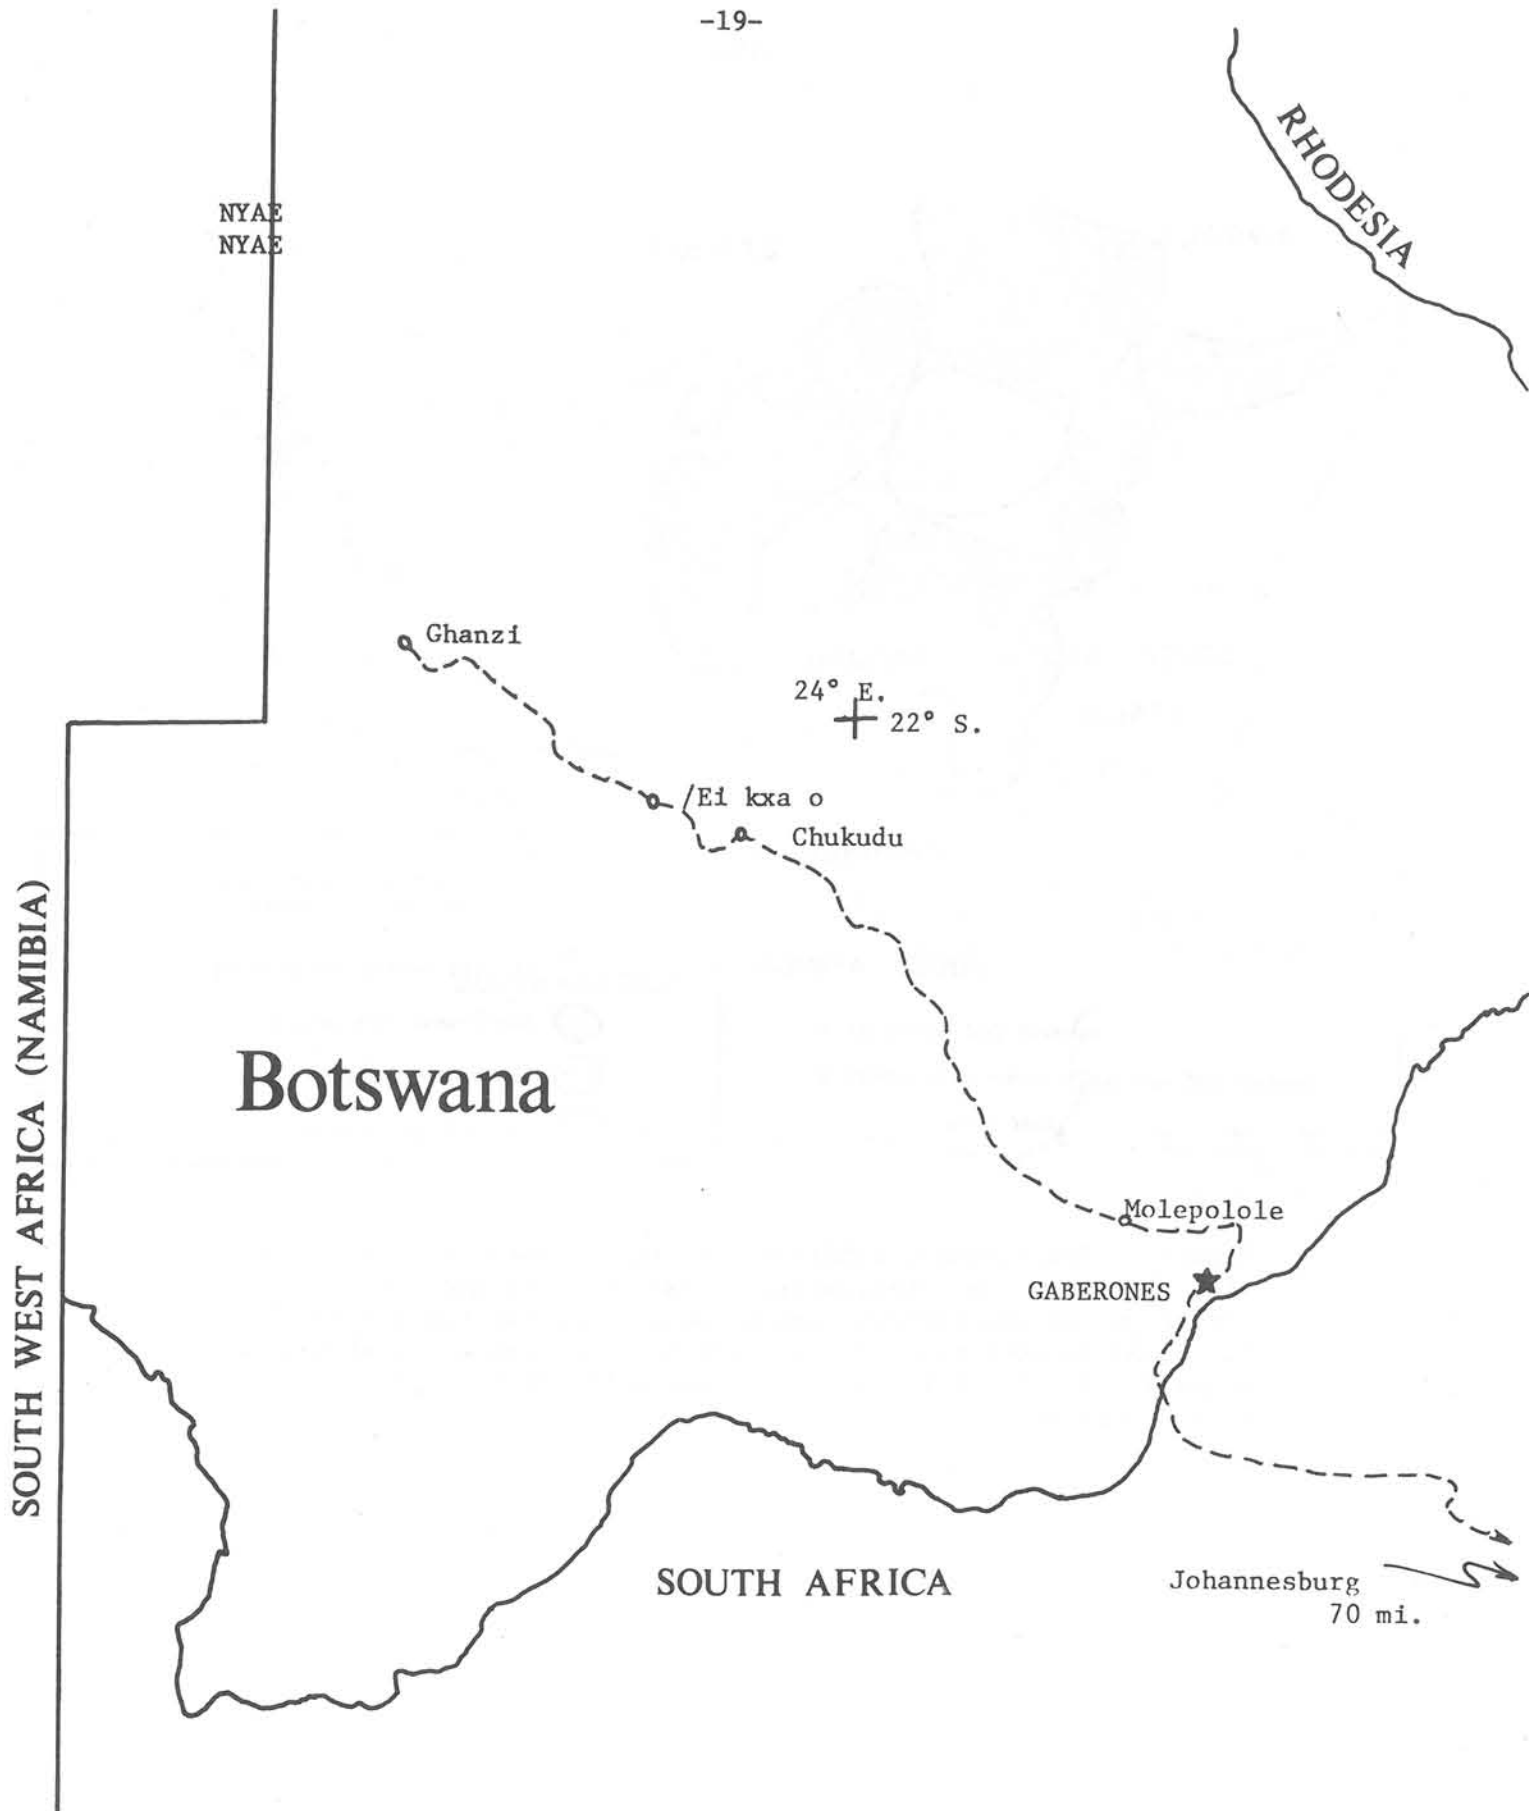 -19-
RHODESIA
NYAE
NYAE
Ghanzi
24° E.
22° S.
/Ei kxa o
Chukudu
SOUTH WEST AFRICA (NAMIBIA)
Botswana
Molepolole
GABERONES
SOUTH AFRICA
Johannesburg
70 mi.